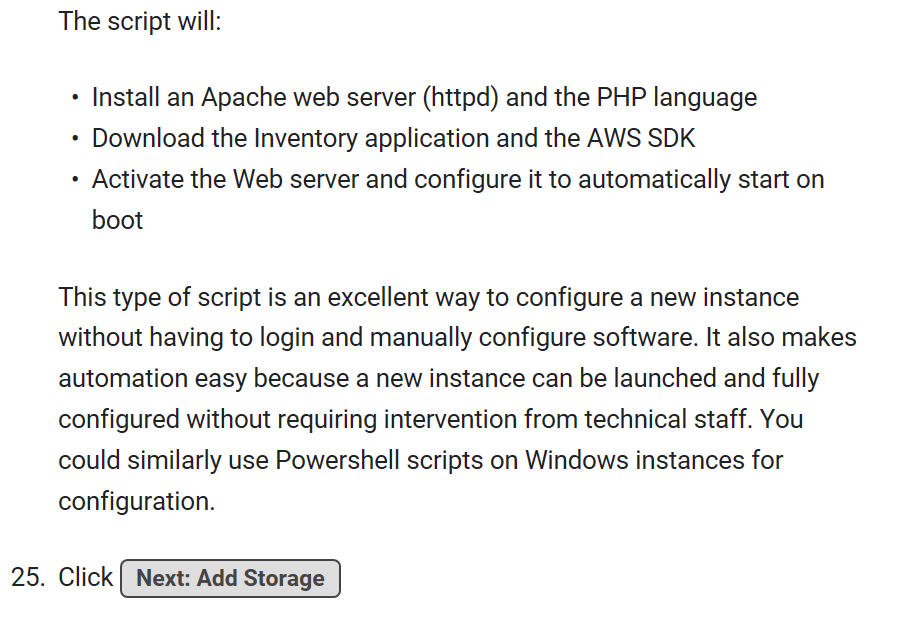 The script will:
• Install an Apache web server (httpd) and the PHP language
• Download the Inventory application and the AWS SDK
• Activate the Web server and configure it to automatically start on
boot
This type of script is an excellent way to configure a new instance
without having to login and manually configure software. It also makes
automation easy because a new instance can be launched and fully
configured without requiring intervention from technical staff. You
could similarly use Powershell scripts on Windows instances for
configuration.
25. Click Next: Add Storage